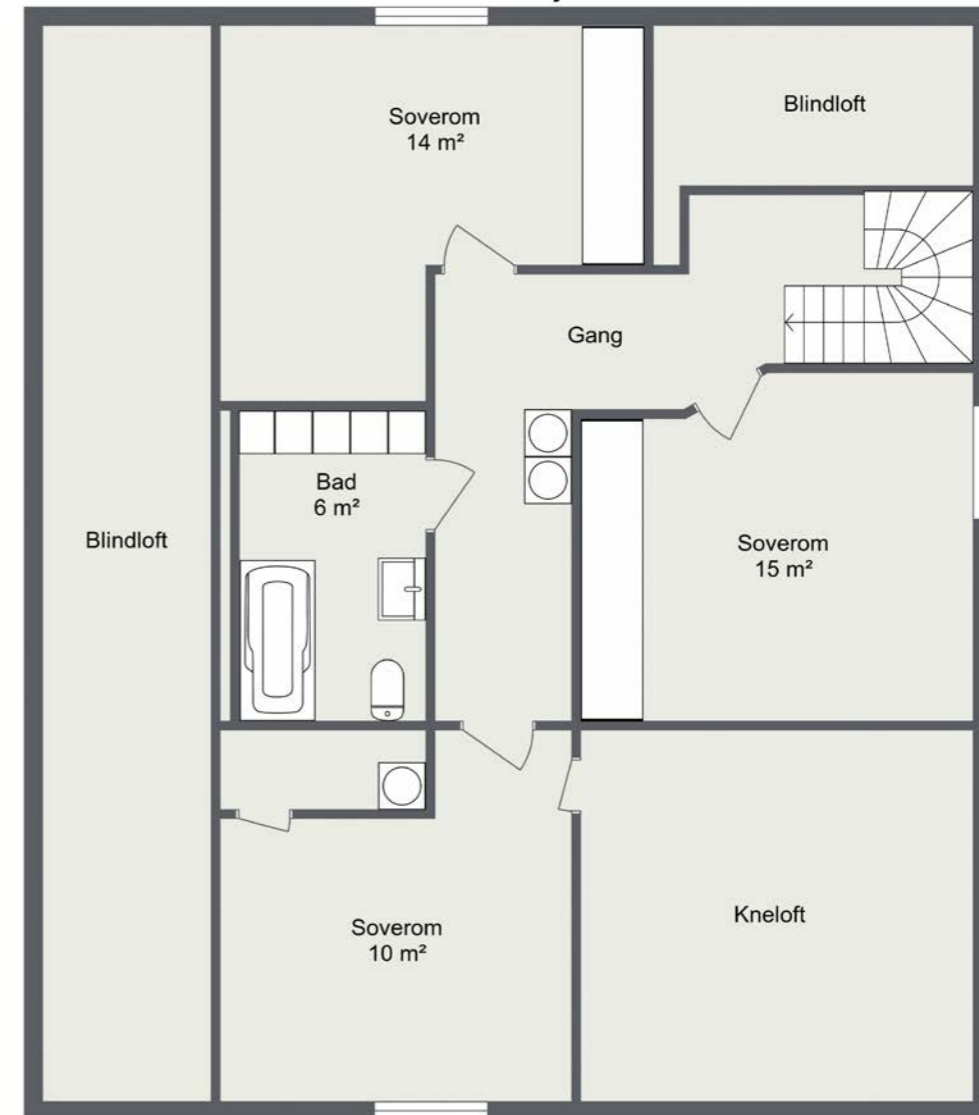 Soverom
14 m²
Blindloft
Gang
Bad
6 m²
Blindloft
Soverom
15 m²
Soverom
10 m²
Kneloft